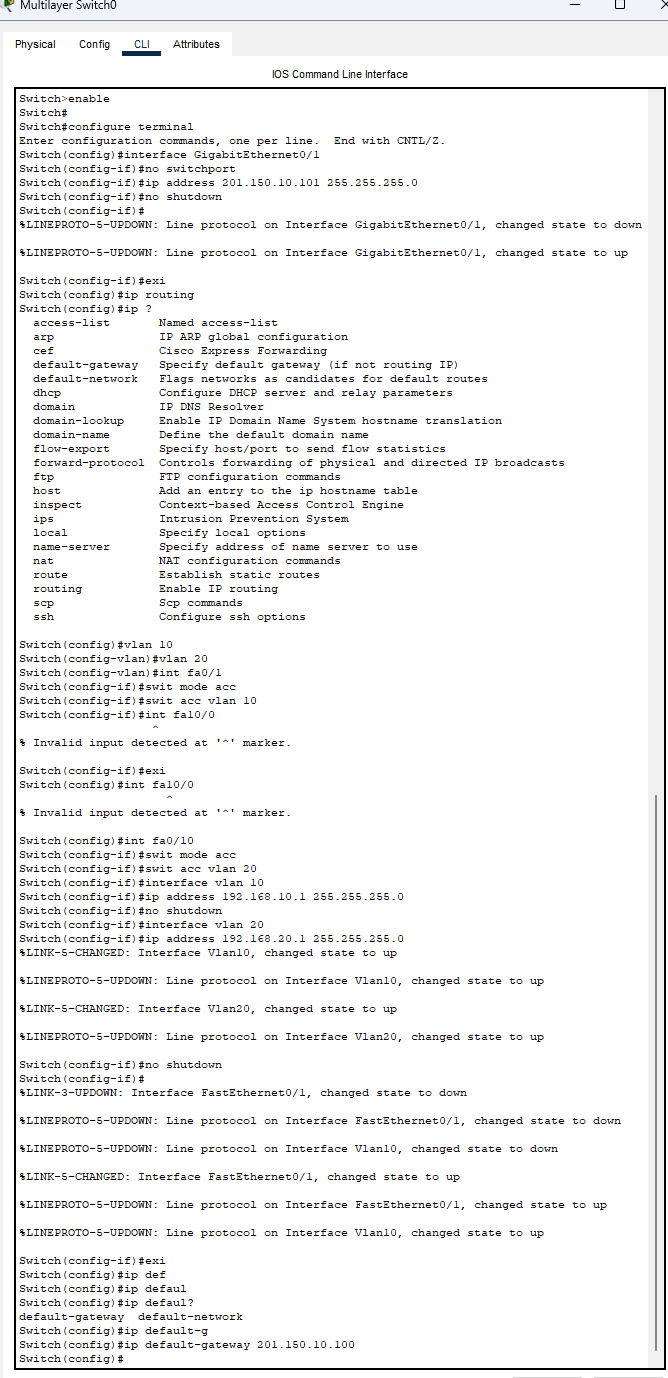 Multilayer Switch0
Physical Config CLI Attributes
IOS Command Line Interface
Switch>enable
Switch#
Switch#configure terminal
Enter configuration commands, one per line.  End with CNTL/Z.
Switch(config)#interface GigabitEthernet0/1
Switch(config-if)#no switchport
Switch(config-if)#ip address 201.150.10.101 255.255.255.0
Switch(config-if)#no shutdown
Switch(config-if)#
%LINEPROTO-5-UPDOWN: Line protocol on Interface GigabitEthernet0/1, changed state to down
%LINEPROTO-5-UPDOWN: Line protocol on Interface GigabitEthernet0/1, changed state to up
Switch(config-if)#exi
Switch(config)#ip routing
Switch(config)#ip ?
access-list Named access-list
arp IP ARP global configuration
cef Cisco Express Forwarding
default-gateway Specify default gateway (if not routing IP)
default-network Flags networks as candidates for default routes
dhcp Configure DHCP server and relay parameters
domain IP DNS Resolver
domain-lookup Enable IP Domain Name System hostname translation
domain-name Define the default domain name
flow-export Specify host/port to send flow statistics
forward-protocol Controls forwarding of physical and directed IP broadcasts
ftp FTP configuration commands
host Add an entry to the ip hostname table
inspect Context-based Access Control Engine
ips Intrusion Prevention System
local Specify local options
name-server Specify address of name server to use
nat NAT configuration commands
route Establish static routes
routing Enable IP routing
scp Scp commands
ssh Configure ssh options
Switch(config)#vlan 10
Switch(config-vlan)#vlan 20
Switch(config-vlan)#int fa0/1
Switch(config-if)#swit mode acc
Switch(config-if)#swit acc vlan 10
Switch(config-if)#int fa10/0
^
% Invalid input detected at '^' marker.
Switch(config-if)#exi
Switch(config)#int fa10/0
^
% Invalid input detected at '^' marker.
Switch(config)#int fa0/10
Switch(config-if)#swit mode acc
Switch(config-if)#swit acc vlan 20
Switch(config-if)#interface vlan 10
Switch(config-if)#ip address 192.168.10.1 255.255.255.0
Switch(config-if)#no shutdown
Switch(config-if)#interface vlan 20
Switch(config-if)#ip address 192.168.20.1 255.255.255.0
%LINK-5-CHANGED: Interface Vlan10, changed state to up
%LINEPROTO-5-UPDOWN: Line protocol on Interface Vlan10, changed state to up
%LINK-5-CHANGED: Interface Vlan20, changed state to up
%LINEPROTO-5-UPDOWN: Line protocol on Interface Vlan20, changed state to up
Switch(config-if)#no shutdown
Switch(config-if)#
%LINK-3-UPDOWN: Interface FastEthernet0/1, changed state to down
%LINEPROTO-5-UPDOWN: Line protocol on Interface FastEthernet0/1, changed state to down
%LINEPROTO-5-UPDOWN: Line protocol on Interface Vlan10, changed state to down
%LINK-5-CHANGED: Interface FastEthernet0/1, changed state to up
%LINEPROTO-5-UPDOWN: Line protocol on Interface FastEthernet0/1, changed state to up
%LINEPROTO-5-UPDOWN: Line protocol on Interface Vlan10, changed state to up
Switch(config-if)#exi
Switch(config)#ip def
Switch(config)#ip defaul
Switch(config)#ip defaul?
default-gateway  default-network
Switch(config)#ip default-g
Switch(config)#ip default-gateway 201.150.10.100
Switch(config)#